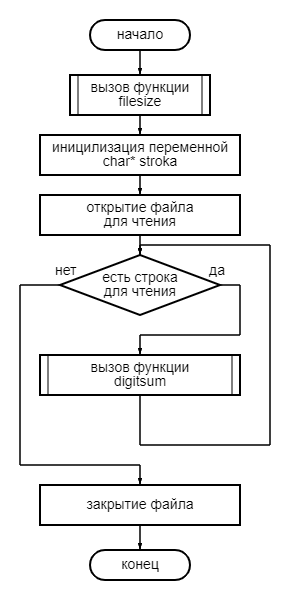 начало
вызов функции
filesize
иницилизация переменной
char* stroka
открытие файла
для чтения
нет
есть строка
да
для чтения
вызов функции
digitsum
закрытие файла
конец